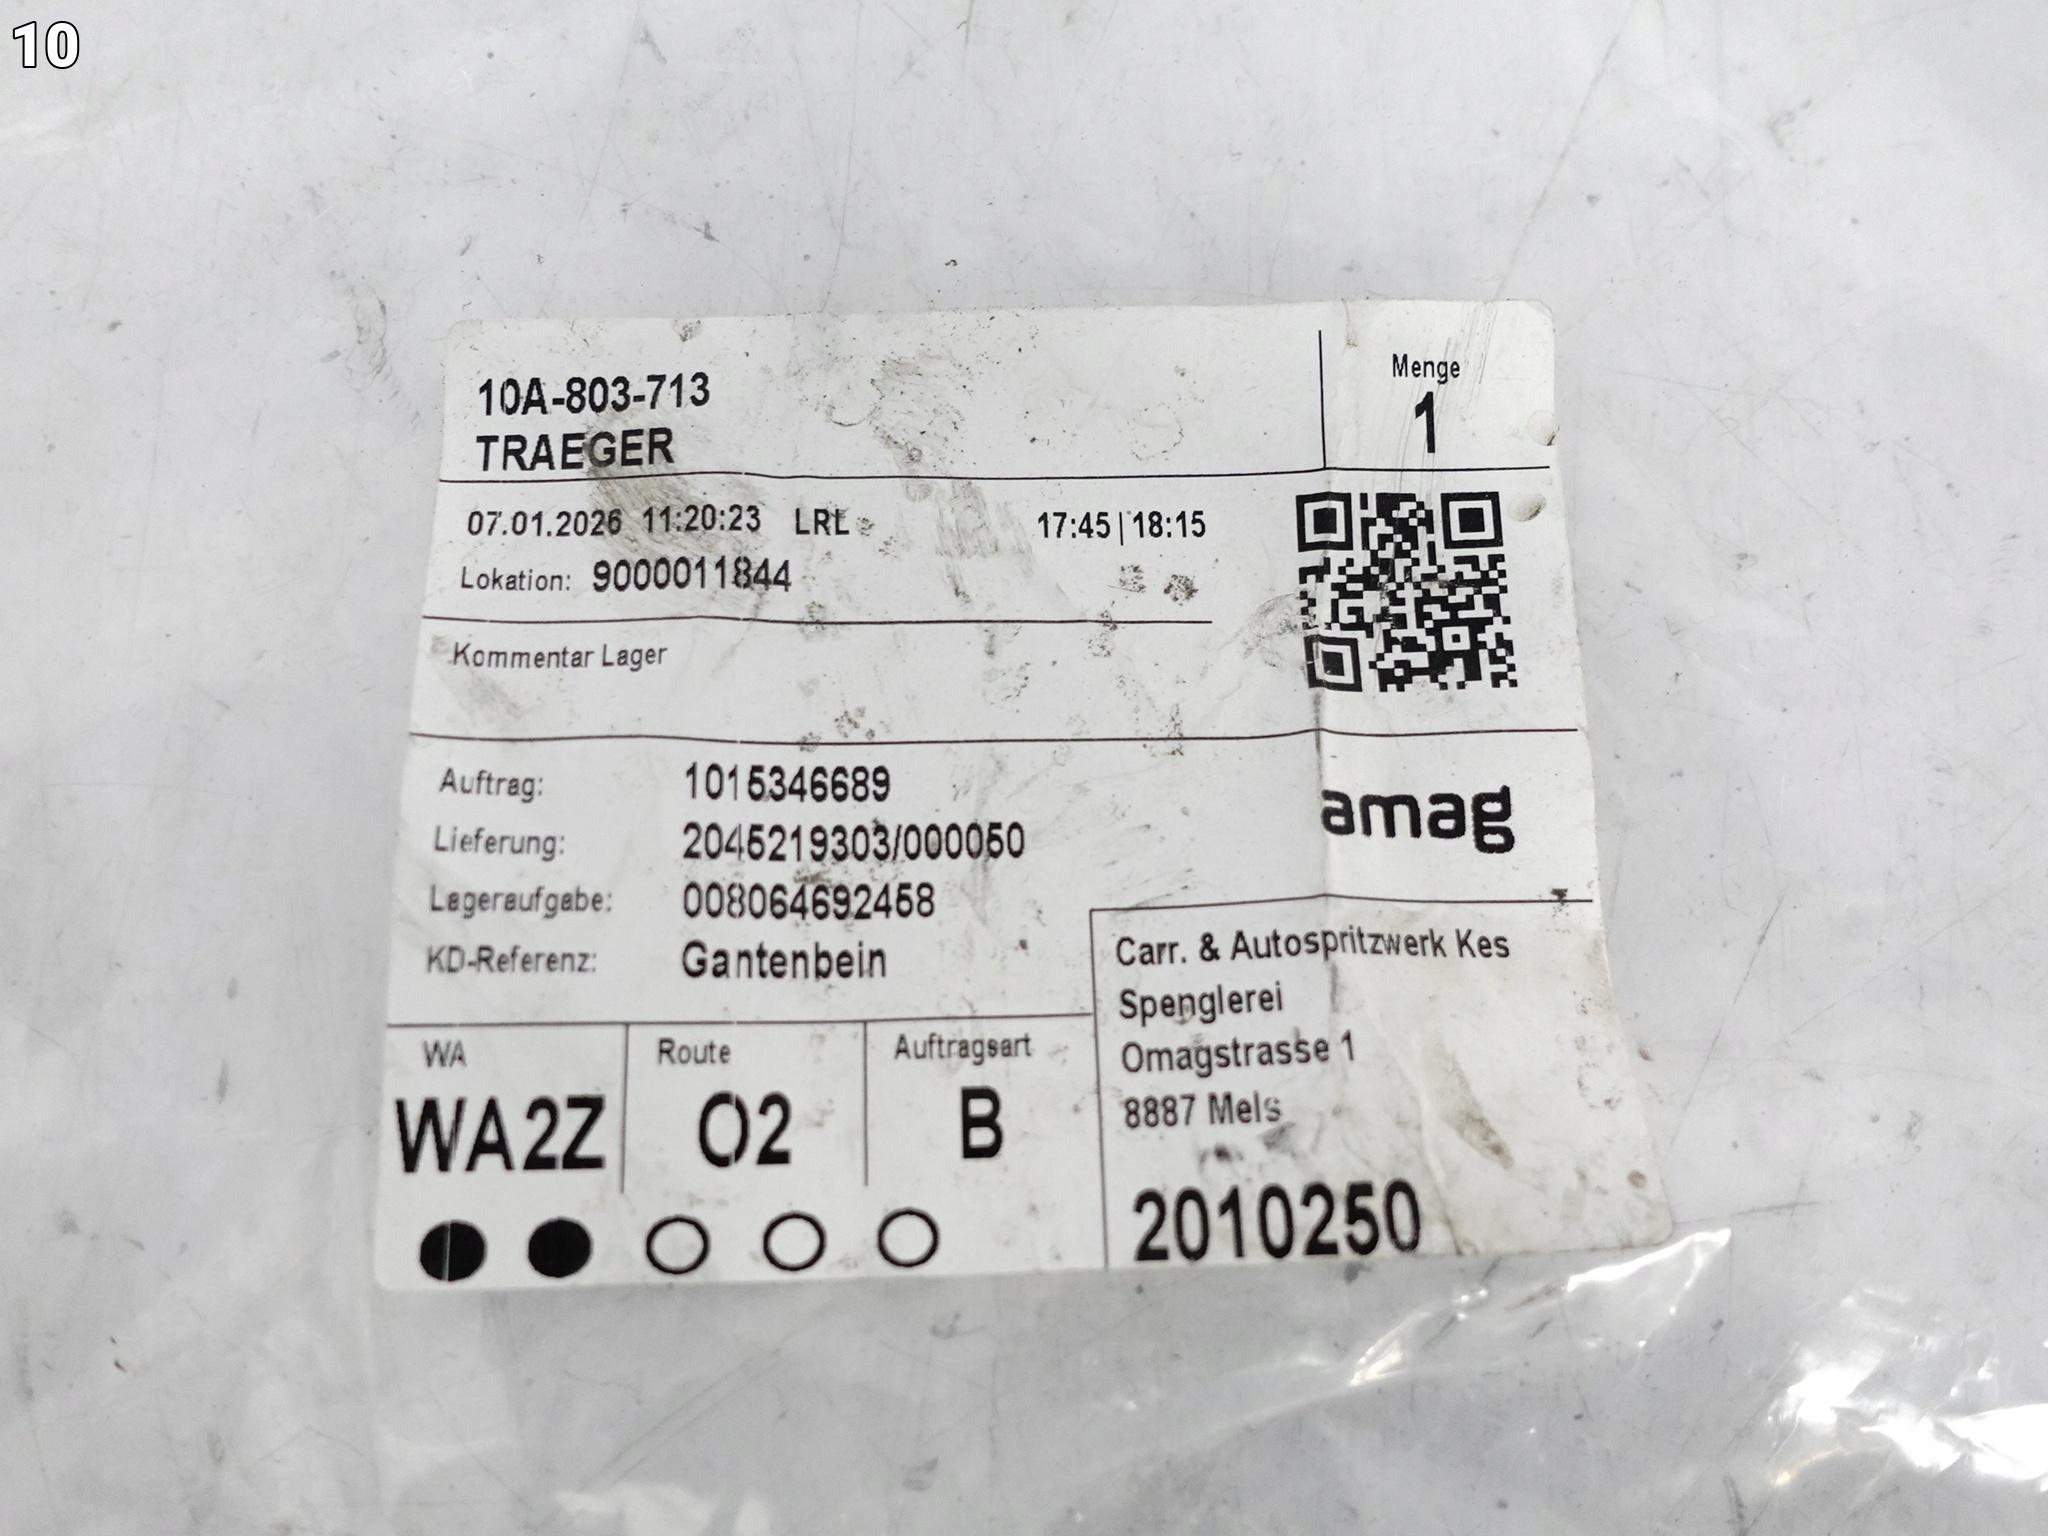 10
10A-803-713
TRAEGER
Menge
1
07.01.2026 11:20:23 LRL 17:45|18:15
Lokation: 9000011844
Kommentar Lager
Auftrag: 1015346689
Lieferung: 2045219303/000050
Lageraufgabe: 008064692458
KD-Referenz: Gantenbein
amag
Carr. & Autospritzwerk Kes
Spenglerei
Omagstrasse 1
8887 Mels
2010250
WA Route Auftragsart
WA2Z O2 B